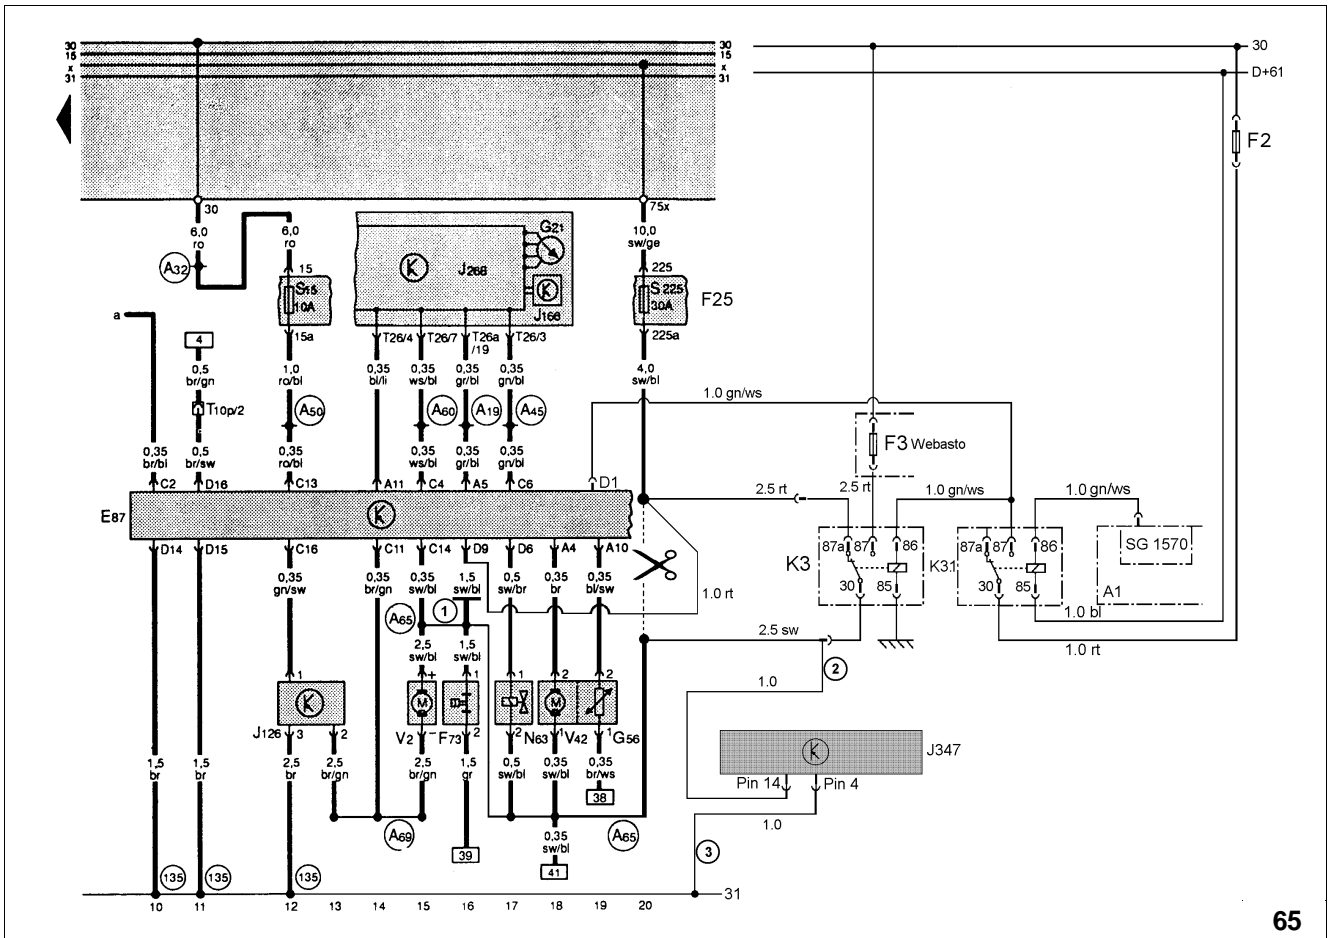 30 30 30
15 15
x x
31 31 D+61
F2
30 75x
6,0 6,0 10,0
ro ro sw/ge
G21
A32 15 225
J268
S15 S 225 F25
10A 30A
J166
a
15a T26/4 T26/7 T26a T26/3 225a
/19
4
0,5 1,0 0,35 0,35 0,35 0,35 4,0
br/gn ro/bl bl/li ws/bl gr/bl gn/bl sw/bl
1.0 gn/ws
T10p/2 A50 A60 A19 A45
F3 Webasto
0,35 0,5 0,35 0,35 0,35 0,35
br/bl br/sw ro/bl ws/bl gr/bl gn/bl
C2 D16 C13 A11 C4 A5 C6 D1
2.5 rt 2.5 rt 1.0 gn/ws 1.0 gn/ws
E87
87a 87 86 87a 87 86 SG 1570
D14 D15 C16 C11 C14 D9 D6 A4 A10
K3 K31
30 85 30 85 A1
0,35 0,35 0,35 1,5 0,5 0,35 0,35
gn/sw br/gn sw/bl sw/bl sw/br br bl/sw
1.0 rt
A65 1
1.0 bl
2.5 sw
1.0 rt
2,5 1,5
sw/bl sw/bl
2
1.0
1 + 1 1 2 2
M M
J126 3 2 V2 – F73 2 2 N63 1 V42 1 G56
J347
1,5 1,5 2,5 2,5 2,5 1,5 0,5 0,35 0,35
br br br br/gn br/gn gr sw/bl sw/bl br/ws
Pin 14 Pin 4
38
1.0
A69 0,35 A65
sw/bl
39 3
41
135 135 135
31
10 11 12 13 14 15 16 17 18 19 20
65